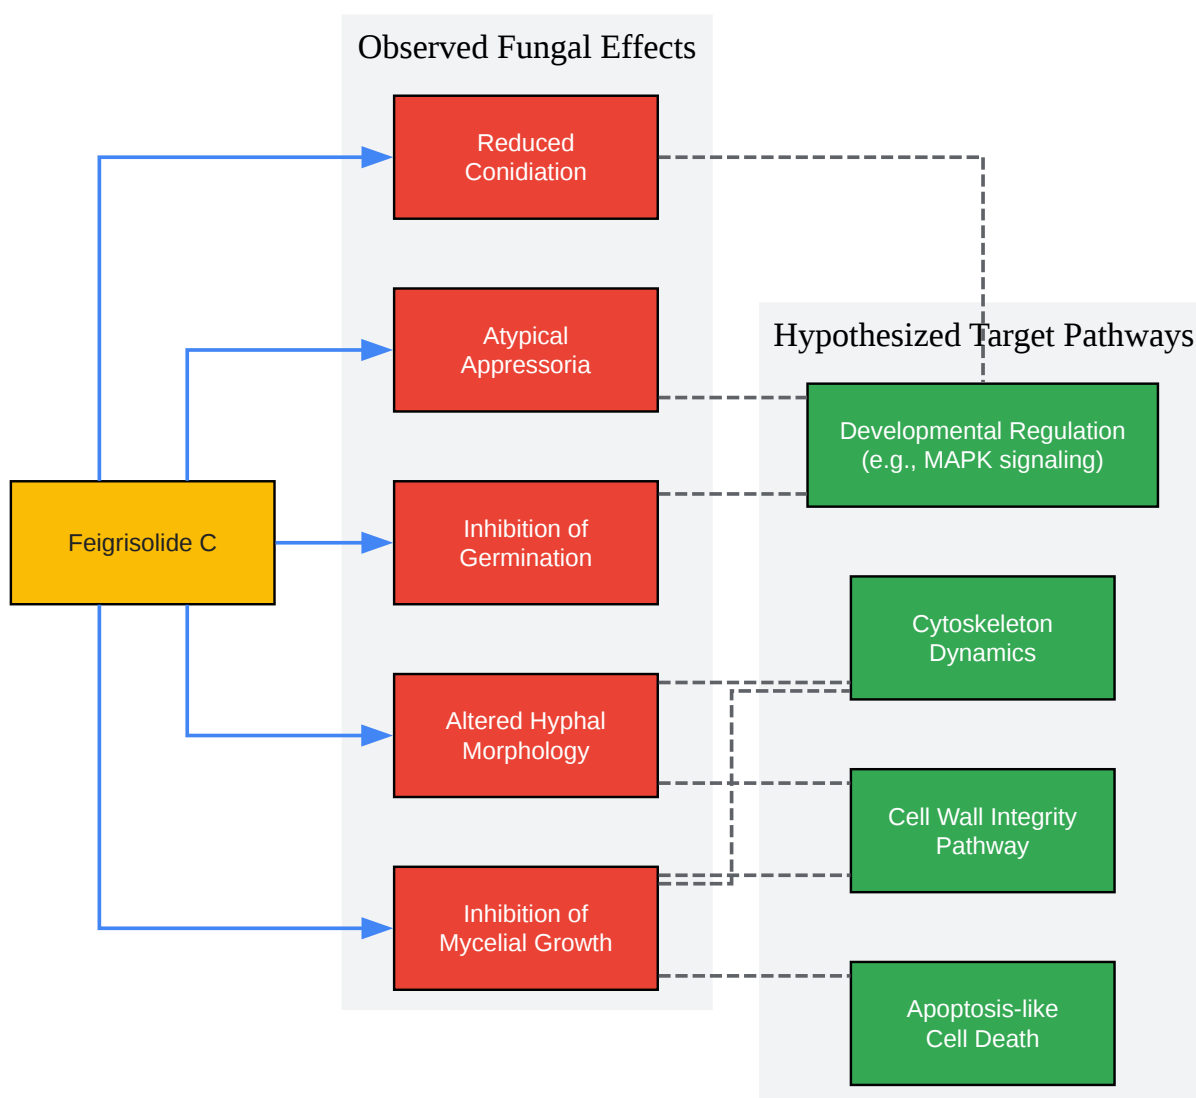 Observed Fungal Effects
Reduced
Conidiation
Atypical
Appressoria
Hypothesized Target Pathways
Developmental Regulation
(e.g., MAPK signaling)
Feigrisolide C
Inhibition of
Germination
Cytoskeleton
Dynamics
Altered Hyphal
Morphology
Cell Wall Integrity
Pathway
Inhibition of
Mycelial Growth
Apoptosis-like
Cell Death